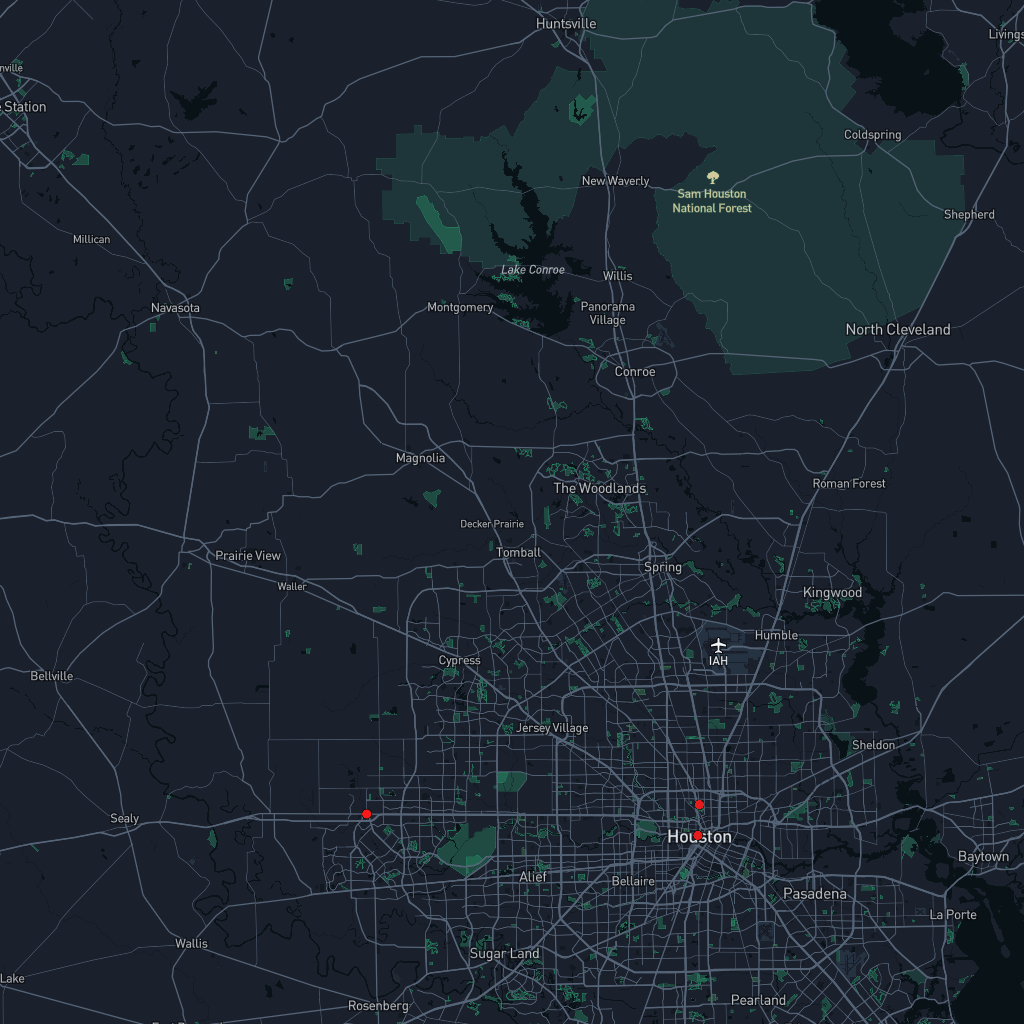 Huntsville
Livings
nville
e Station
Coldspring
New Waverly
Sam Houston
National Forest
Shepherd
Millican
Lake Conroe
Willis
Navasota
Montgomery
Panorama
Village
North Cleveland
Conroe
Magnolia
Roman Forest
The Woodlands
Decker Prairie
Tomball
Prairie View
Spring
Waller
Kingwood
Humble
IAH
Cypress
Bellville
Jersey Village
Sheldon
Sealy
Houston
Baytown
Alief
Bellaire
Pasadena
La Porte
Wallis
Sugar Land
Lake
Rosenberg
Pearland